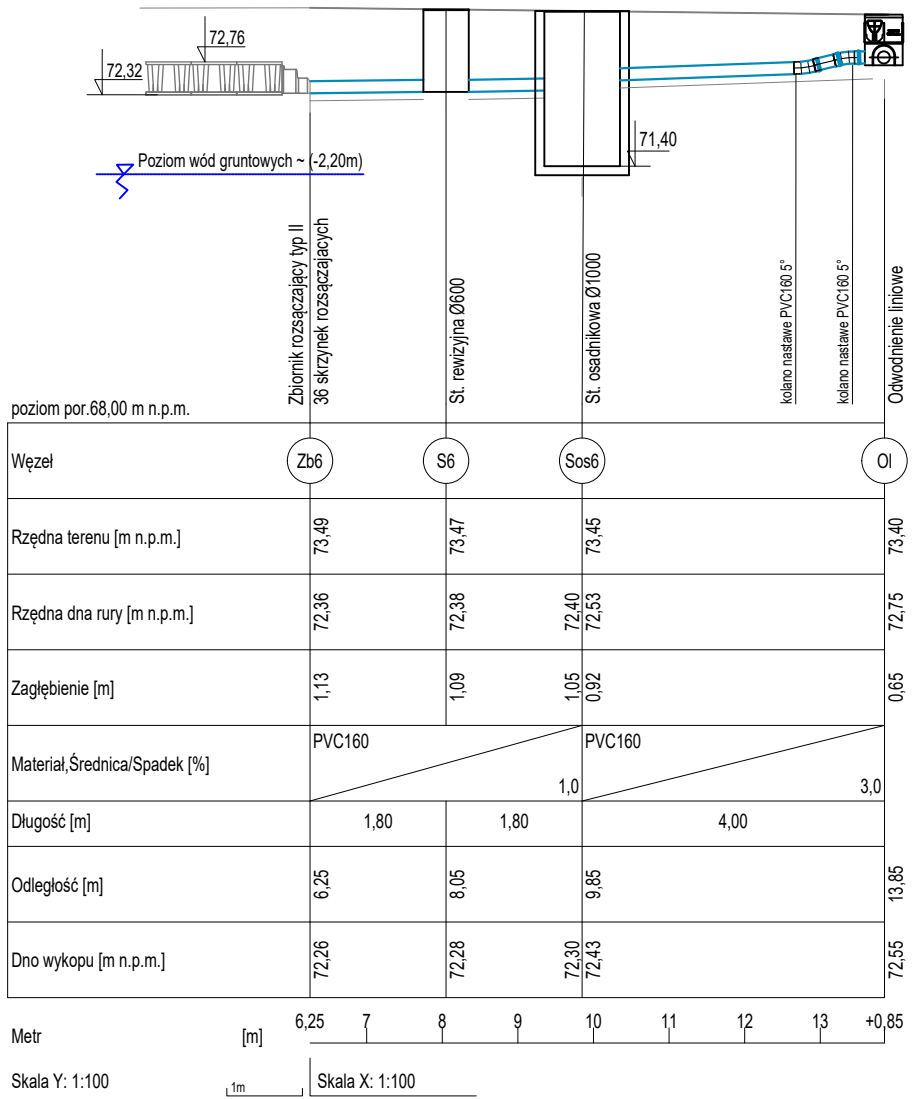 72,76
72,32
71,40
Poziom wód gruntowych ~ (-2,20m)
Zbiornik rozsączający typ II
36 skrzynek rozsączajacych
St. rewizyjna Ø600
St. osadnikowa Ø1000
kolano nastawe PVC160 5°
kolano nastawe PVC160 5°
Odwodnienie liniowe
poziom por.68,00 m n.p.m.
Węzeł Zb6 S6 Sos6 Ol
Rzędna terenu [m n.p.m.] 73,49 73,47 73,45 73,40
Rzędna dna rury [m n.p.m.] 72,36 72,38 72,40 72,53 72,75
Zagłębienie [m] 1,13 1,09 1,05 0,92 0,65
Materiał,Średnica/Spadek [%] PVC160 1,0 PVC160 3,0
Długość [m] 1,80 1,80 4,00
Odległość [m] 6,25 8,05 9,85 13,85
Dno wykopu [m n.p.m.] 72,26 72,28 72,30 72,43 72,55
Metr [m] 6,25 7 8 9 10 11 12 13 +0,85
Skala Y: 1:100 1m Skala X: 1:100